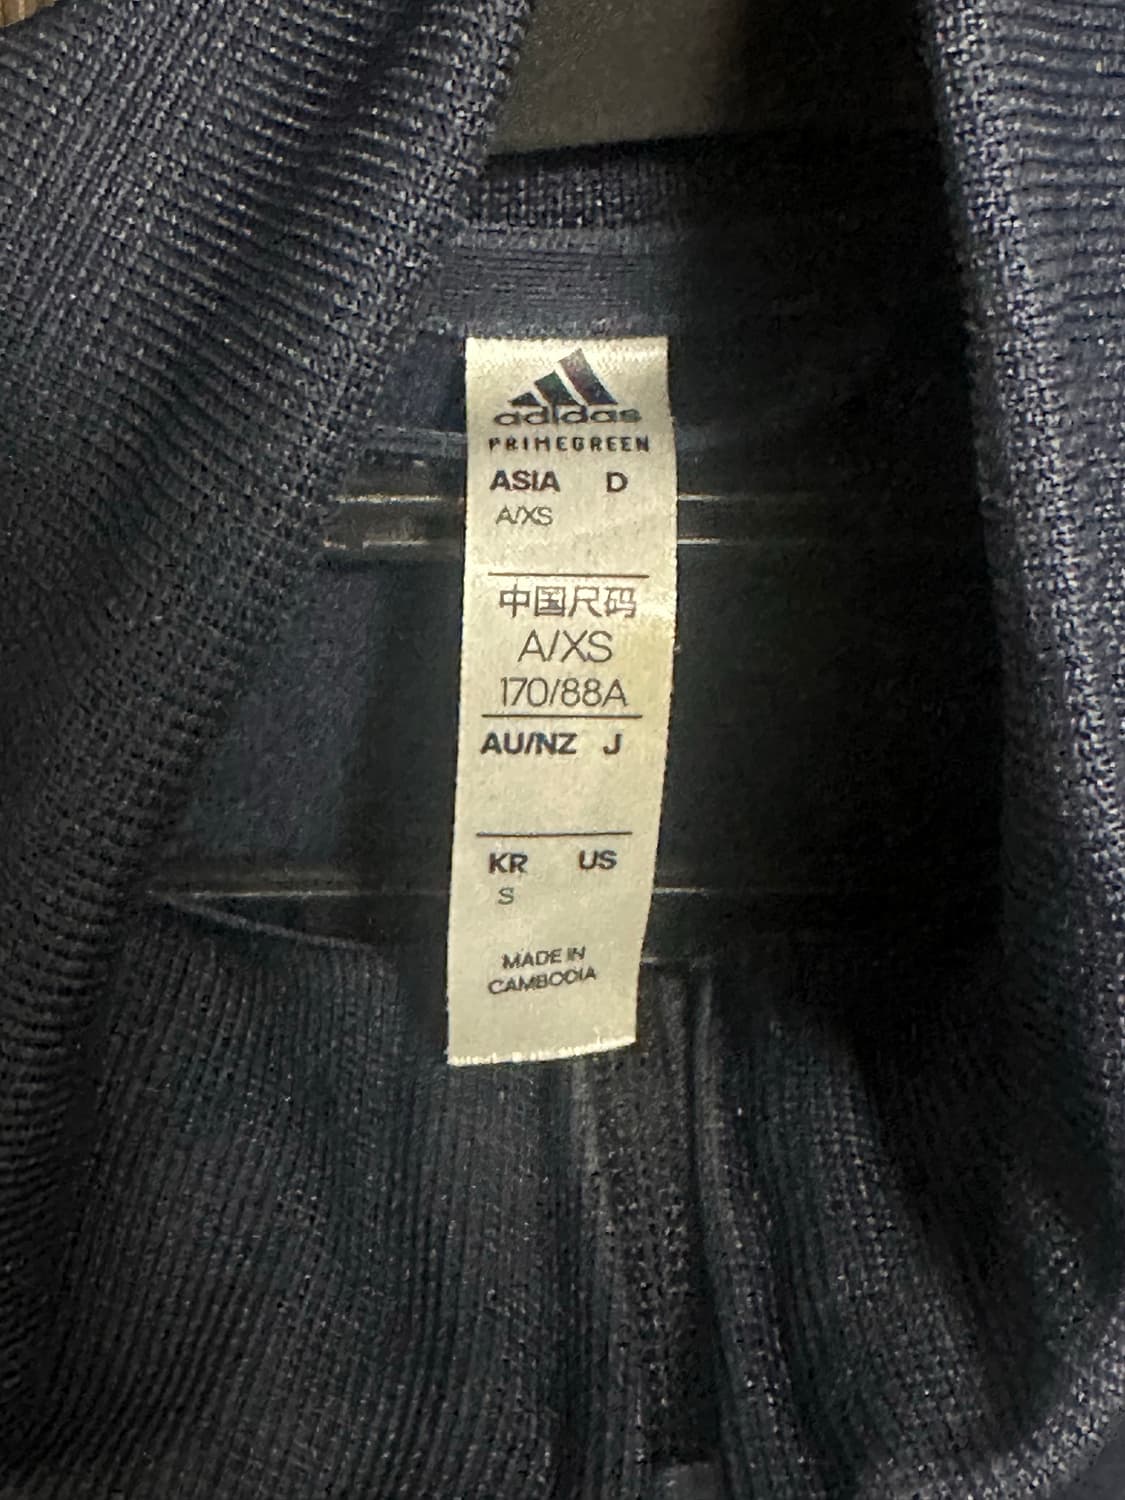 adidas
PRIMEGREEN
ASIA D
A/XS
中国尺码
A/XS
170/88A
AU/NZ J
KR US
S
MADE IN
CAMBODIA